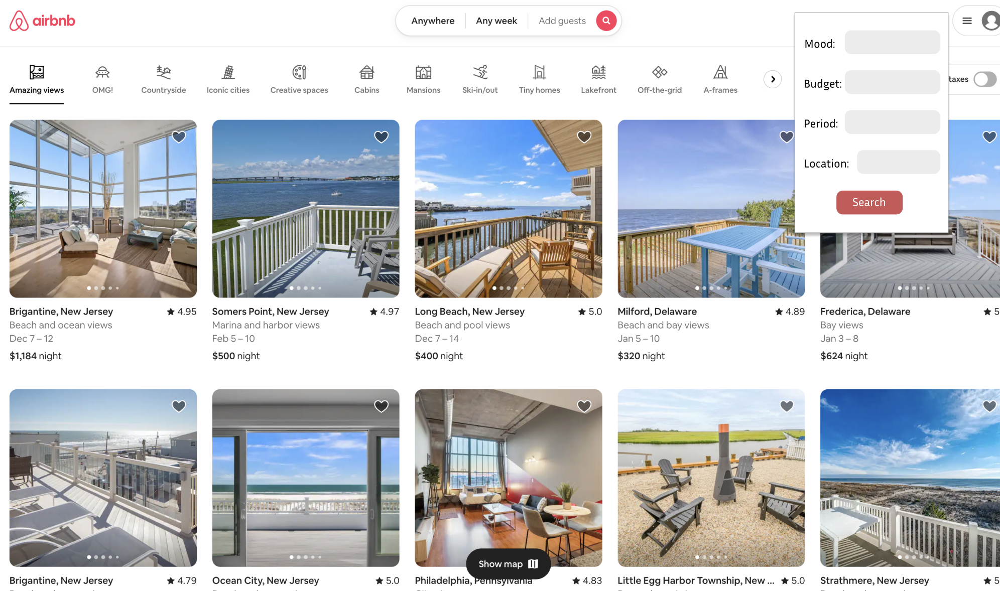 airbnb
Anywhere
Any week
Add guests
Mood:
Budget:
Period:
Location:
Search
taxes
Amazing views
OMG!
Countryside
Iconic cities
Creative spaces
Cabins
Mansions
Ski-in/out
Tiny homes
Lakefront
Off-the-grid
A-frames
Brigantine, New Jersey
4.95
Beach and ocean views
Dec 7 – 12
$1,184 night
Somers Point, New Jersey
4.97
Marina and harbor views
Feb 5 – 10
$500 night
Long Beach, New Jersey
5.0
Beach and pool views
Dec 7 – 14
$400 night
Milford, Delaware
4.89
Beach and bay views
Jan 5 – 10
$320 night
Frederica, Delaware
5
Bay views
Jan 3 – 8
$624 night
Show map
Brigantine, New Jersey
4.79
Ocean City, New Jersey
5.0
Philadelphia, Pennsylvania
4.83
Little Egg Harbor Township, New ...
5.0
Strathmere, New Jersey
5